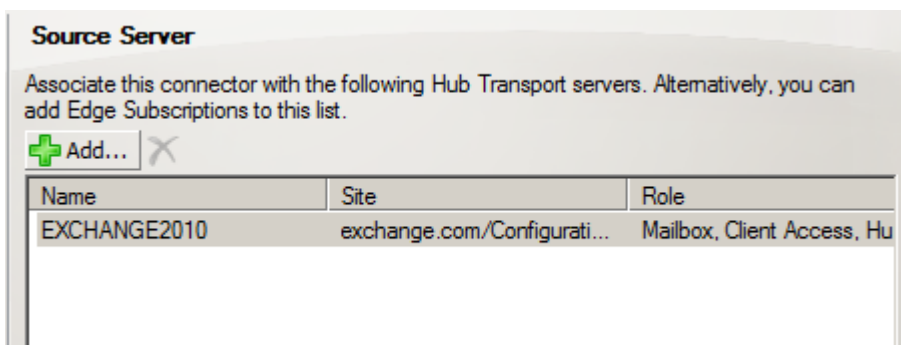 Source Server
Associate this connector with the following Hub Transport servers. Alternatively, you can
add Edge Subscriptions to this list.
Add...
Name Site Role
EXCHANGE2010 exchange.com/Configurati... Mailbox, Client Access, Hu